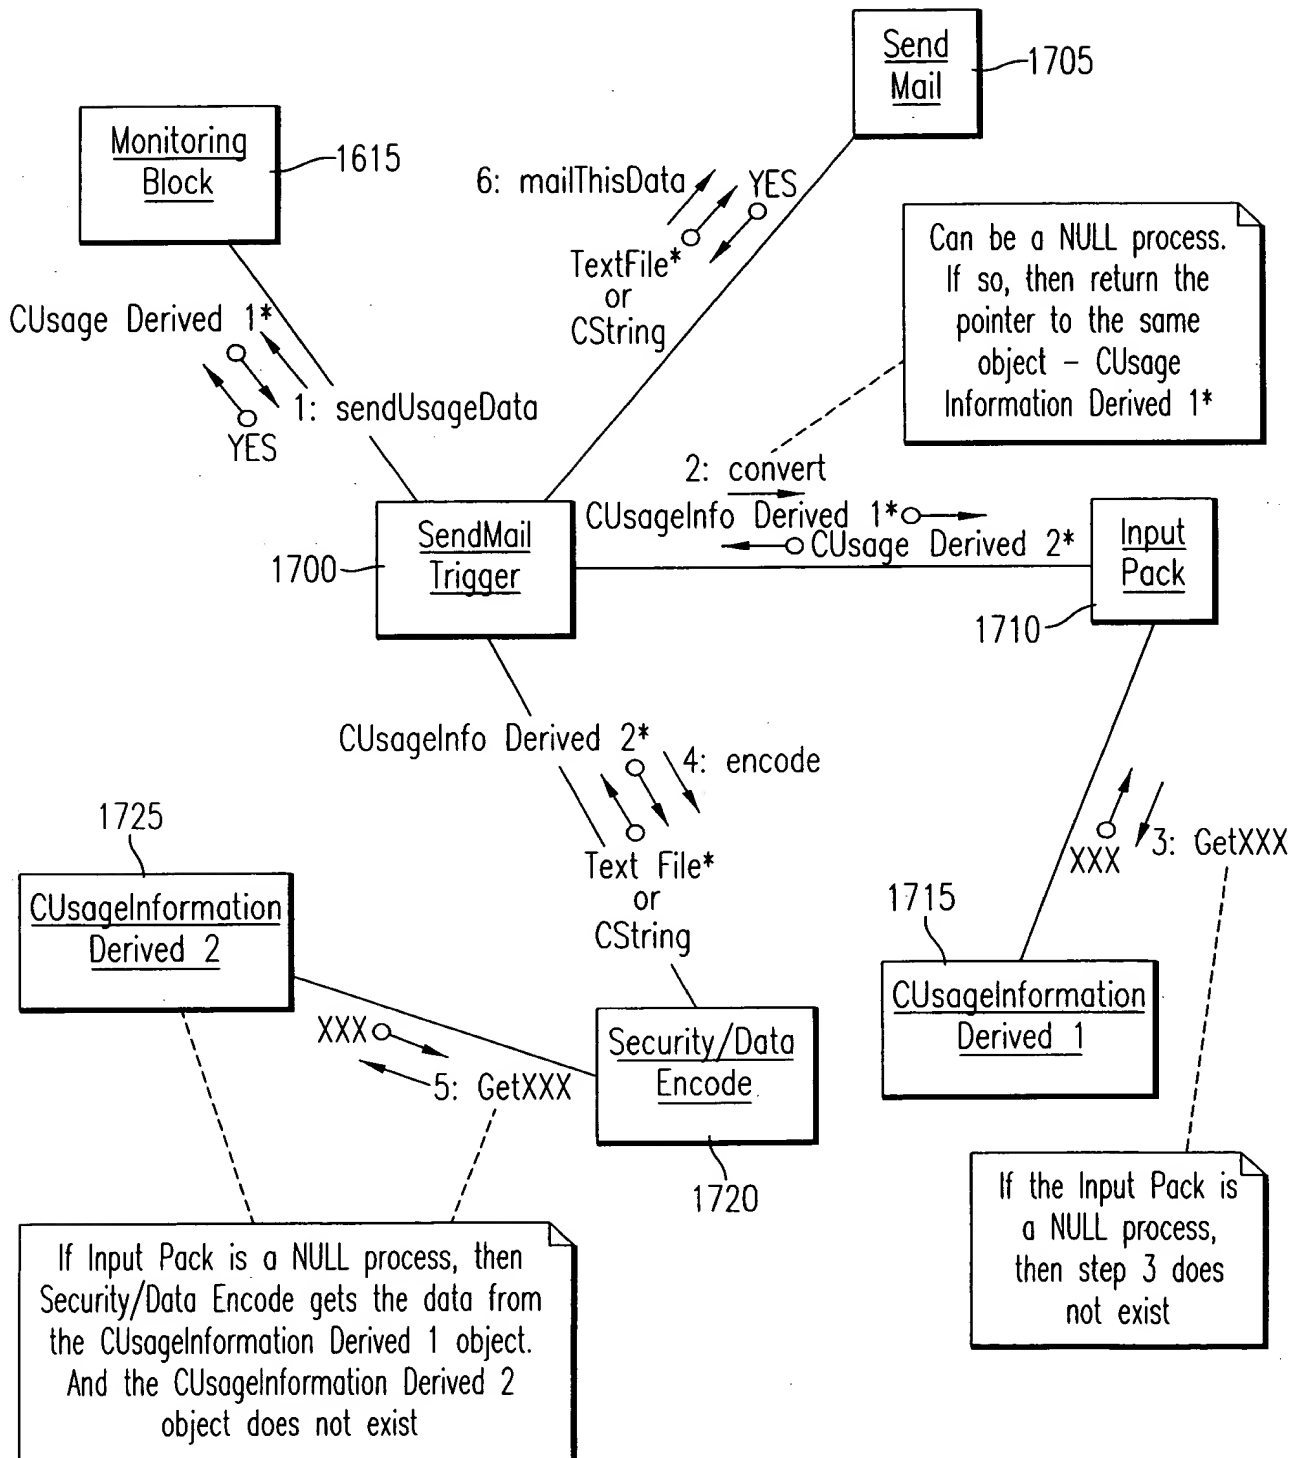 Send
Mail
1705
Monitoring
Block
1615
6: mailThisData
YES
TextFile*
or
CString
Can be a NULL process.
If so, then return the
pointer to the same
object – CUsage
Information Derived 1*
CUsage Derived 1*
1: sendUsageData
YES
2: convert
CUsageInfo Derived 1*
CUsage Derived 2*
SendMail
Trigger
1700
Input
Pack
1710
CUsageInfo Derived 2*
4: encode
Text File*
or
CString
XXX
3: GetXXX
1725
CUsageInformation
Derived 2
1715
CUsageInformation
Derived 1
XXX
5: GetXXX
Security/Data
Encode
1720
If the Input Pack is
a NULL process,
then step 3 does
not exist
If Input Pack is a NULL process, then
Security/Data Encode gets the data from
the CUsageInformation Derived 1 object.
And the CUsageInformation Derived 2
object does not exist